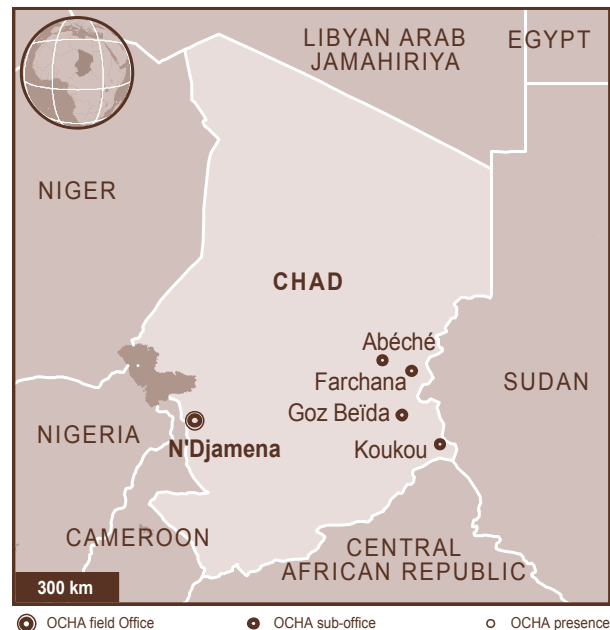 LIBYAN ARAB
JAMAHIRIYA
EGYPT
NIGER
CHAD
Abéché
Farchana
SUDAN
Goz Beïda
NIGERIA
N'Djamena
Koukou
CAMEROON
CENTRAL
AFRICAN REPUBLIC
300 km
OCHA field Office
OCHA sub-office
OCHA presence